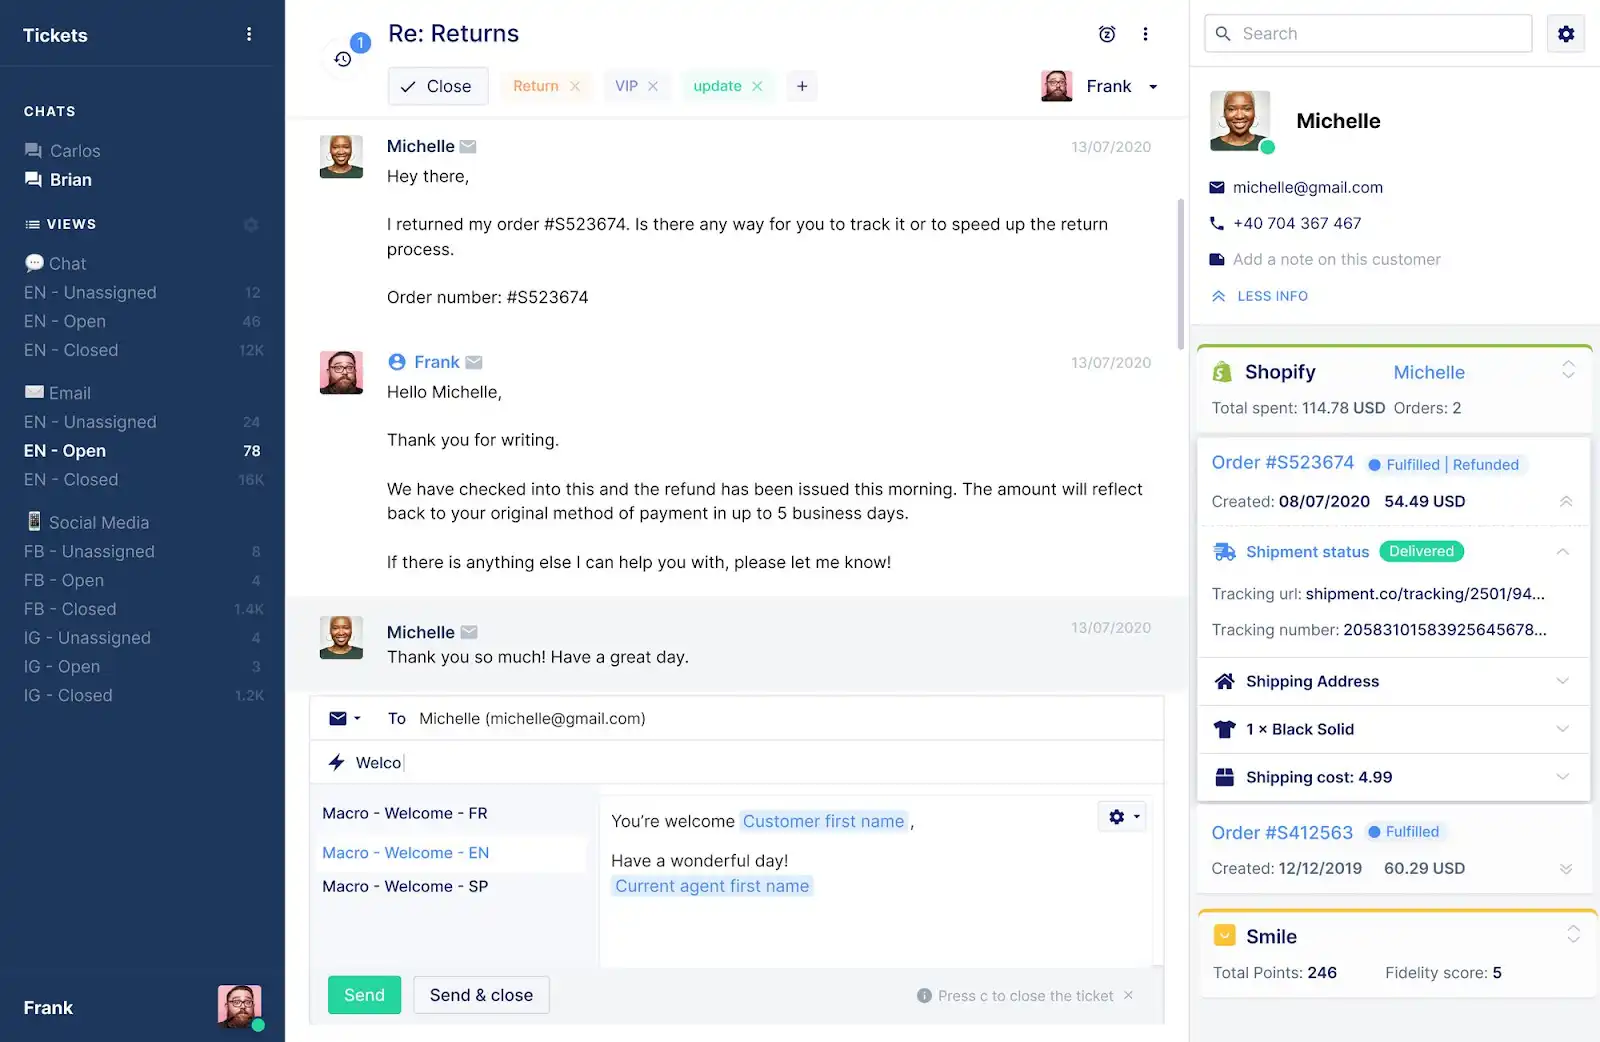 Tickets
CHATS
Carlos
Brian
VIEWS
Chat
EN - Unassigned 12
EN - Open 46
EN - Closed 12K
Email
EN - Unassigned 24
EN - Open 78
EN - Closed 16K
Social Media
FB - Unassigned 8
FB - Open 4
FB - Closed 1.4K
IG - Unassigned 4
IG - Open 3
IG - Closed 1.2K
Frank
1
Re: Returns
Close Return VIP update + Frank
Michelle 13/07/2020
Hey there,
I returned my order #S523674. Is there any way for you to track it or to speed up the return
process.
Order number: #S523674
Frank 13/07/2020
Hello Michelle,
Thank you for writing.
We have checked into this and the refund has been issued this morning. The amount will reflect
back to your original method of payment in up to 5 business days.
If there is anything else I can help you with, please let me know!
Michelle 13/07/2020
Thank you so much! Have a great day.
To Michelle (michelle@gmail.com)
Welco
Macro - Welcome - FR
Macro - Welcome - EN
Macro - Welcome - SP
You’re welcome Customer first name ,
Have a wonderful day!
Current agent first name
Send Send & close Press c to close the ticket
Search
Michelle
michelle@gmail.com
+40 704 367 467
Add a note on this customer
LESS INFO
Shopify Michelle
Total spent: 114.78 USD Orders: 2
Order #S523674 Fulfilled | Refunded
Created: 08/07/2020 54.49 USD
Shipment status Delivered
Tracking url: shipment.co/tracking/2501/94...
Tracking number: 20583101583925645678...
Shipping Address
1 × Black Solid
Shipping cost: 4.99
Order #S412563 Fulfilled
Created: 12/12/2019 60.29 USD
Smile
Total Points: 246 Fidelity score: 5